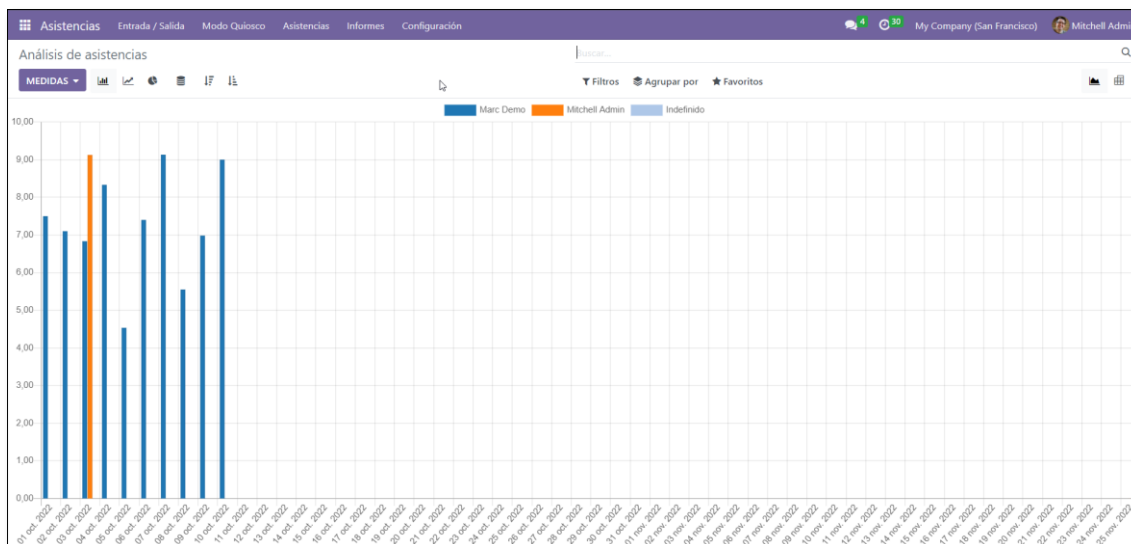 Asistencias Entrada / Salida Modo Quiosco Asistencias Informes Configuración 4 30 My Company (San Francisco) Mitchell Admi
Análisis de asistencias Buscar...
MEDIDAS Filtros Agrupar por Favoritos
Marc Demo Mitchell Admin Indefinido
10,00
9,00
8,00
7,00
6,00
5,00
4,00
3,00
2,00
1,00
0,00
01 oct. 2022 02 oct. 2022 03 oct. 2022 04 oct. 2022 05 oct. 2022 06 oct. 2022 07 oct. 2022 08 oct. 2022 09 oct. 2022 10 oct. 2022 11 oct. 2022 12 oct. 2022 13 oct. 2022 14 oct. 2022 15 oct. 2022 16 oct. 2022 17 oct. 2022 18 oct. 2022 19 oct. 2022 20 oct. 2022 21 oct. 2022 22 oct. 2022 23 oct. 2022 24 oct. 2022 25 oct. 2022 26 oct. 2022 27 oct. 2022 28 oct. 2022 29 oct. 2022 30 oct. 2022 31 oct. 2022 01 nov. 2022 02 nov. 2022 03 nov. 2022 04 nov. 2022 05 nov. 2022 06 nov. 2022 07 nov. 2022 08 nov. 2022 09 nov. 2022 10 nov. 2022 11 nov. 2022 12 nov. 2022 13 nov. 2022 14 nov. 2022 15 nov. 2022 16 nov. 2022 17 nov. 2022 18 nov. 2022 19 nov. 2022 20 nov. 2022 21 nov. 2022 22 nov. 2022 23 nov. 2022 24 nov. 2022 25 nov. 2022